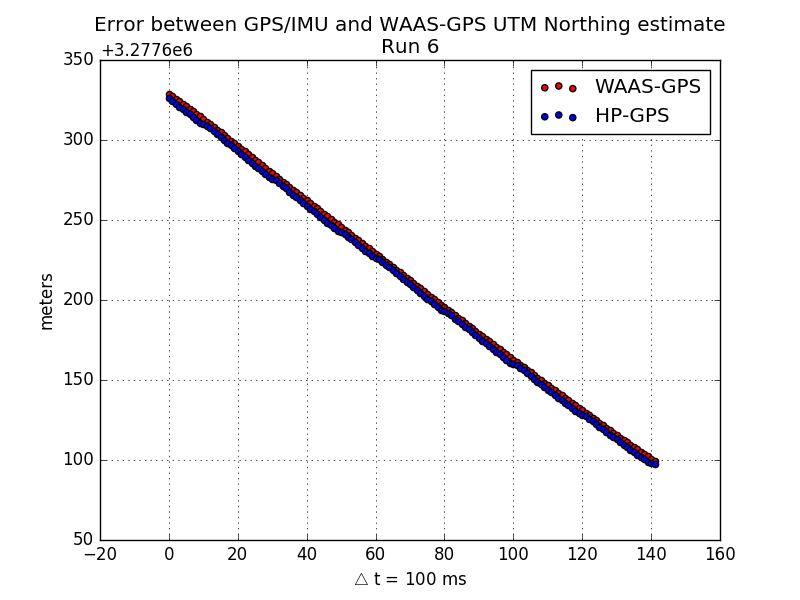 Error between GPS/IMU and WAAS-GPS UTM Northing estimate
Run 6
+3.2776e6
350
300
250
200
150
100
50
meters
WAAS-GPS
HP-GPS
−20 0 20 40 60 80 100 120 140 160
△ t = 100 ms